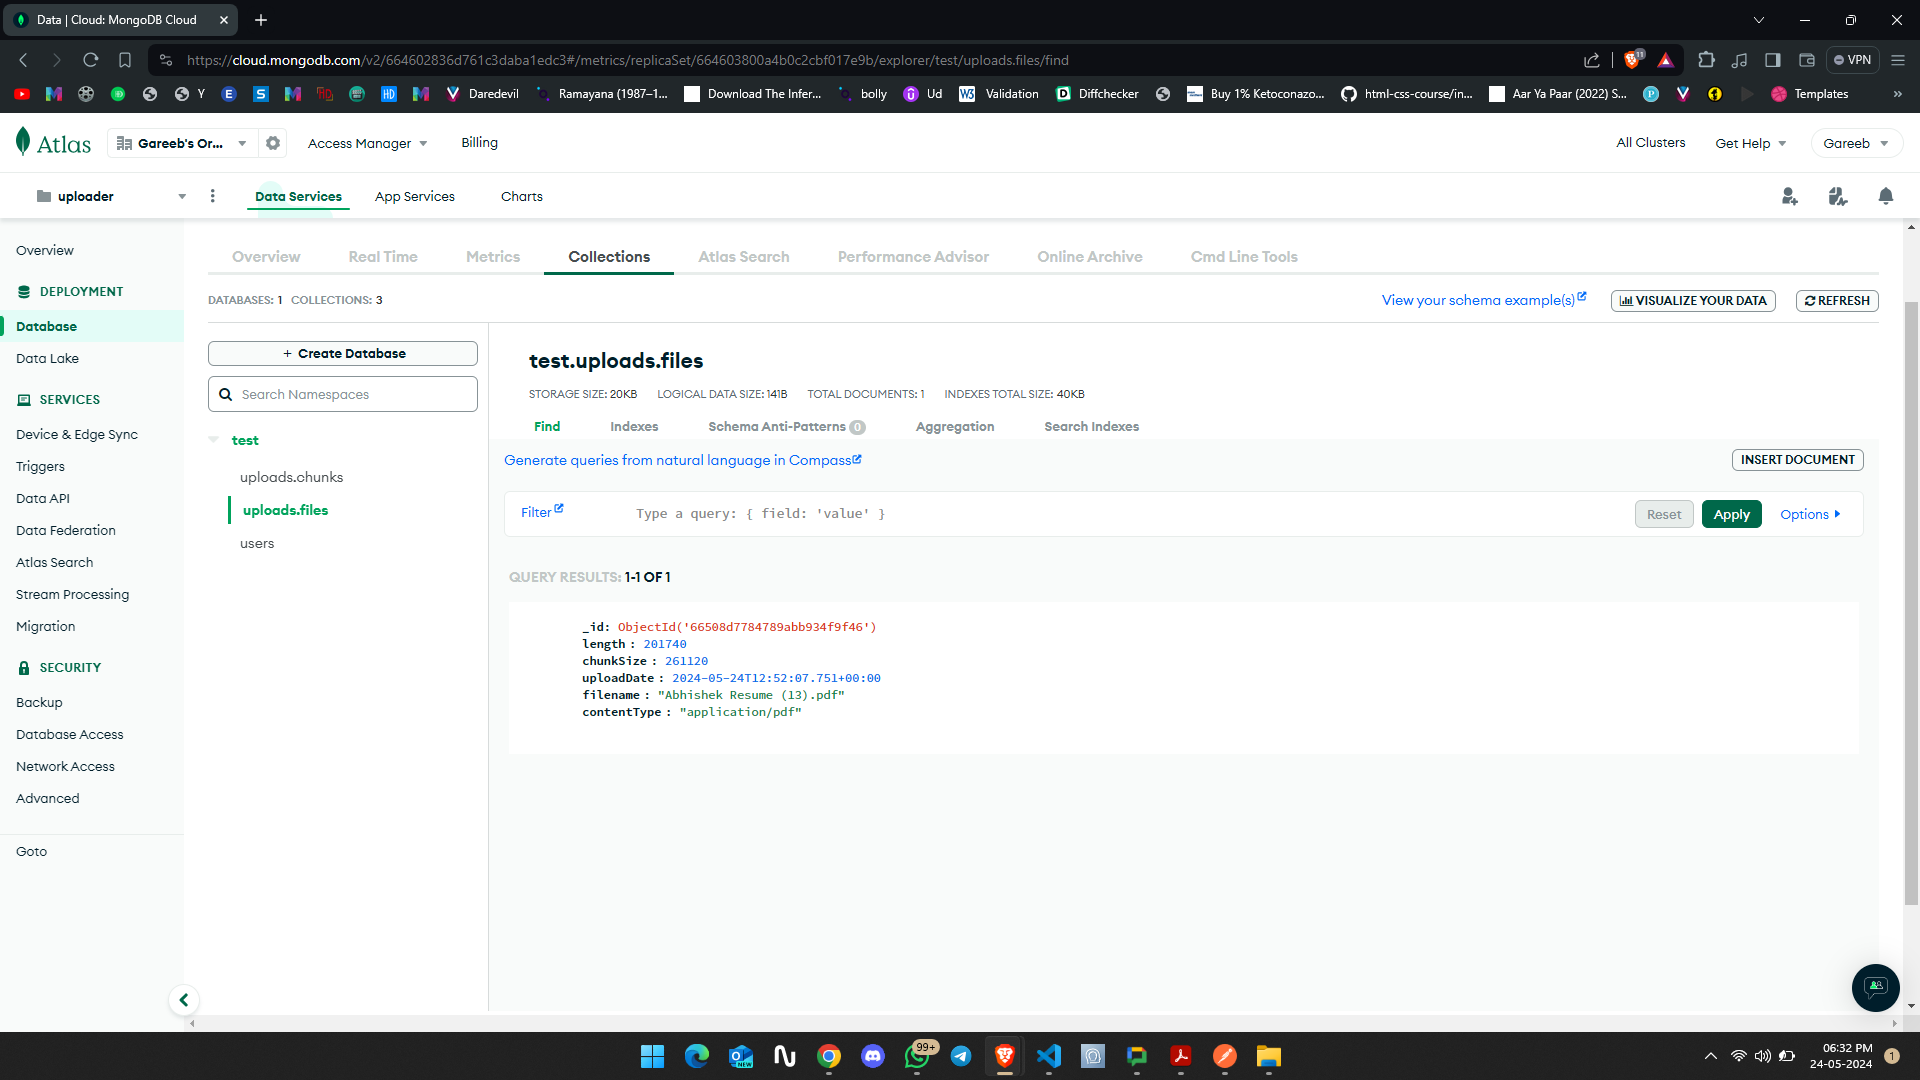 Data | Cloud: MongoDB Cloud
https://cloud.mongodb.com/v2/664602836d761c3daba1edc3#/metrics/replicaSet/664603800a4b0c2cbf017e9b/explorer/test/uploads.files/find
11
VPN
Y
Daredevil
Ramayana (1987–1...
Download The Infer...
bolly
Ud
Validation
Diffchecker
Buy 1% Ketoconazo...
html-css-course/in...
Aar Ya Paar (2022) S...
Templates
Atlas
Gareeb's Or...
Access Manager
Billing
All Clusters
Get Help
Gareeb
uploader
Data Services
App Services
Charts
Overview
DEPLOYMENT
Database
Data Lake
SERVICES
Device & Edge Sync
Triggers
Data API
Data Federation
Atlas Search
Stream Processing
Migration
SECURITY
Backup
Database Access
Network Access
Advanced
Goto
Overview
Real Time
Metrics
Collections
Atlas Search
Performance Advisor
Online Archive
Cmd Line Tools
DATABASES: 1 COLLECTIONS: 3
View your schema example(s)
VISUALIZE YOUR DATA
REFRESH
+ Create Database
Search Namespaces
test
uploads.chunks
uploads.files
users
test.uploads.files
STORAGE SIZE: 20KB LOGICAL DATA SIZE: 141B TOTAL DOCUMENTS: 1 INDEXES TOTAL SIZE: 40KB
Find
Indexes
Schema Anti-Patterns 0
Aggregation
Search Indexes
Generate queries from natural language in Compass
INSERT DOCUMENT
Filter
Type a query: { field: 'value' }
Reset
Apply
Options
QUERY RESULTS: 1-1 OF 1
_id: ObjectId('66508d7784789abb934f9f46')
length : 201740
chunkSize : 261120
uploadDate : 2024-05-24T12:52:07.751+00:00
filename : "Abhishek Resume (13).pdf"
contentType : "application/pdf"
99+
06:32 PM
24-05-2024
1